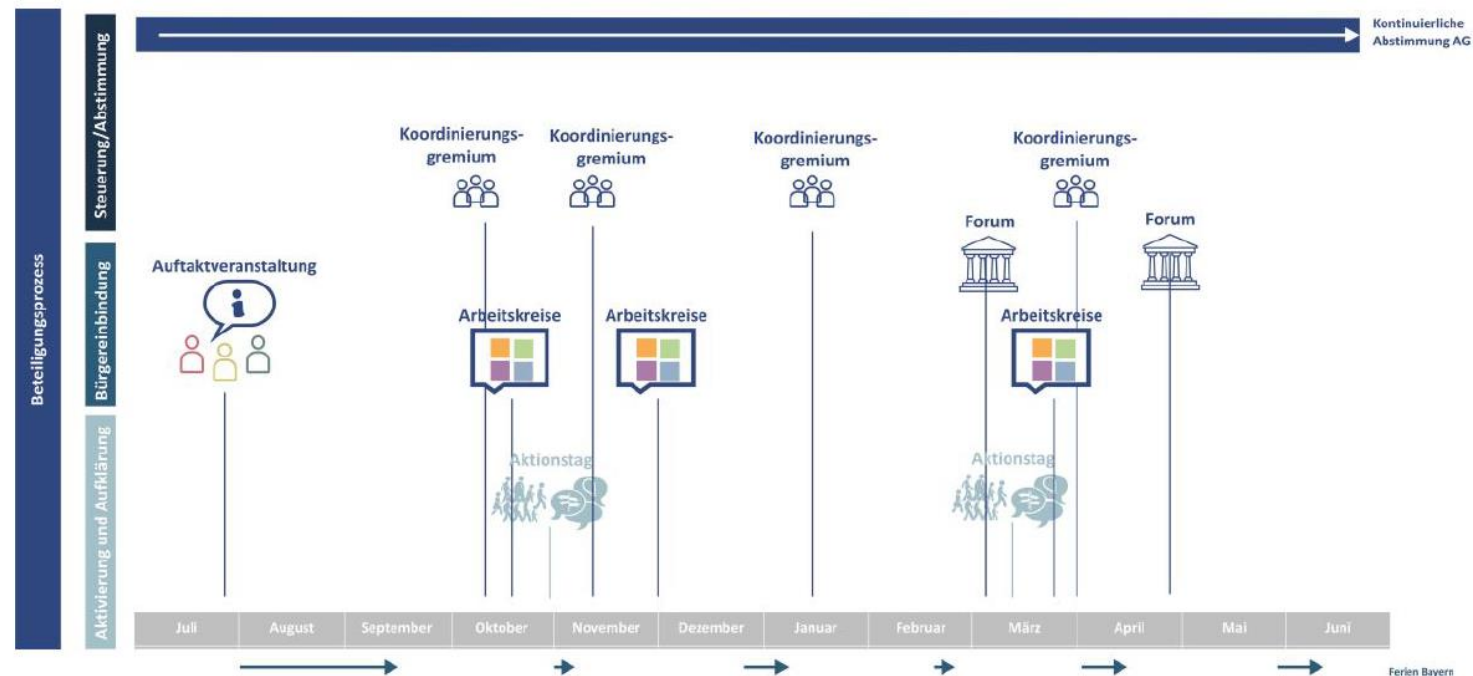 Beteiligungsprozess
Steuerung/Abstimmung
Kontinuierliche
Abstimmung AG
Koordinierungs-
gremium
Koordinierungs-
gremium
Koordinierungs-
gremium
Koordinierungs-
gremium
Bürgereinbindung
Forum
Forum
Auftaktveranstaltung
Arbeitskreise
Arbeitskreise
Arbeitskreise
Aktivierung und Aufklärung
Aktionstag
Aktionstag
Juli August September Oktober November Dezember Januar Februar März April Mai Juni
Ferien Bayern